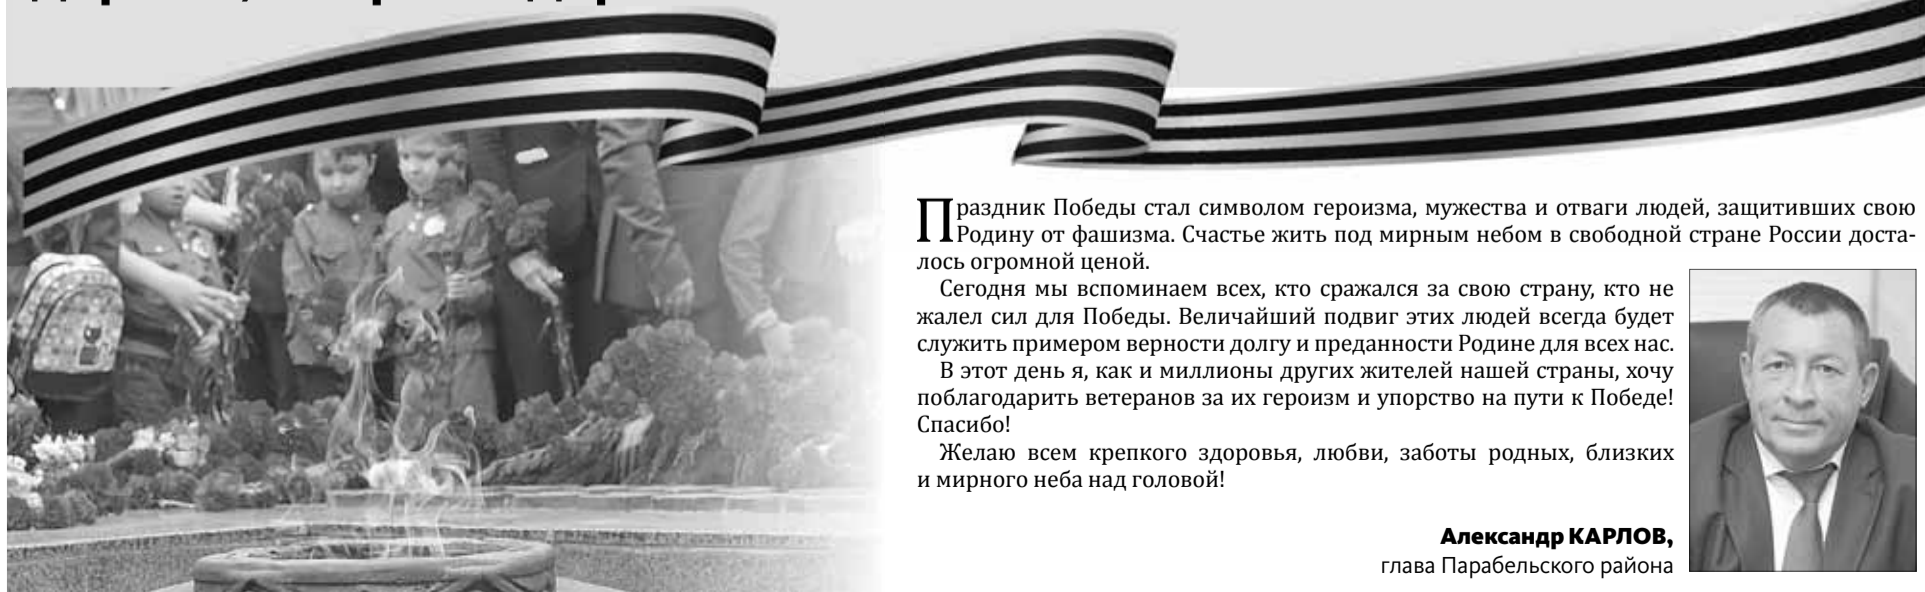 Праздник Победы стал символом героизма, мужества и отваги людей, защитивших свою
Родину от фашизма. Счастье жить под мирным небом в свободной стране России доста-
лось огромной ценой.
Сегодня мы вспоминаем всех, кто сражался за свою страну, кто не
жалел сил для Победы. Величайший подвиг этих людей всегда будет
служить примером верности долгу и преданности Родине для всех нас.
В этот день я, как и миллионы других жителей нашей страны, хочу
поблагодарить ветеранов за их героизм и упорство на пути к Победе!
Спасибо!
Желаю всем крепкого здоровья, любви, заботы родных, близких
и мирного неба над головой!
Александр КАРЛОВ,
глава Парабельского района